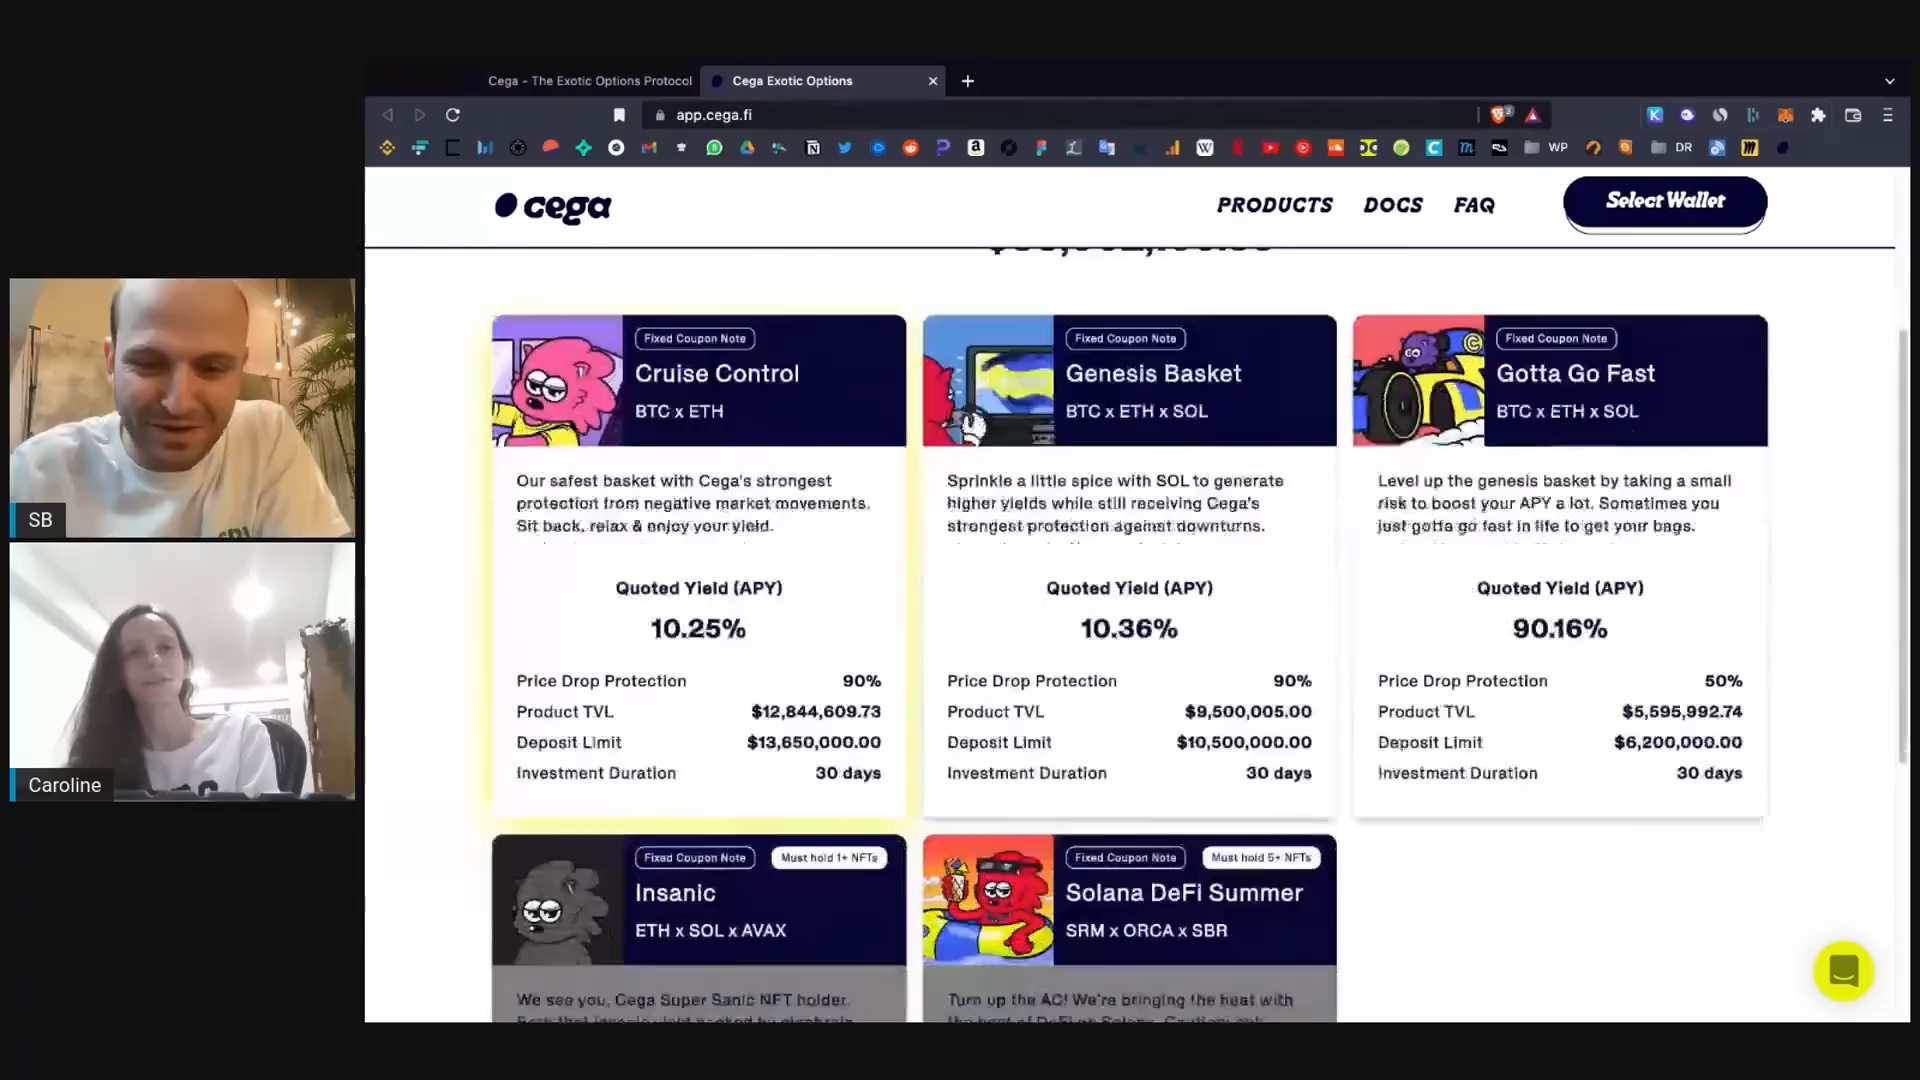 Cega - The Exotic Options Protocol
Cega Exotic Options
app.cega.fi
WP
DR
cega
PRODUCTS
DOCS
FAQ
Select Wallet
Fixed Coupon Note
Cruise Control
BTC x ETH
Our safest basket with Cega's strongest
protection from negative market movements.
Sit back, relax & enjoy your yield.
Quoted Yield (APY)
10.25%
Price Drop Protection 90%
Product TVL $12,844,609.73
Deposit Limit $13,650,000.00
Investment Duration 30 days
Fixed Coupon Note
Genesis Basket
BTC x ETH x SOL
Sprinkle a little spice with SOL to generate
higher yields while still receiving Cega's
strongest protection against downturns.
Quoted Yield (APY)
10.36%
Price Drop Protection 90%
Product TVL $9,500,005.00
Deposit Limit $10,500,000.00
Investment Duration 30 days
Fixed Coupon Note
Gotta Go Fast
BTC x ETH x SOL
Level up the genesis basket by taking a small
risk to boost your APY a lot. Sometimes you
just gotta go fast in life to get your bags.
Quoted Yield (APY)
90.16%
Price Drop Protection 50%
Product TVL $5,595,992.74
Deposit Limit $6,200,000.00
Investment Duration 30 days
Fixed Coupon Note
Must hold 1+ NFTs
Insanic
ETH x SOL x AVAX
We see you, Cega Super Sanic NFT holder.
Fixed Coupon Note
Must hold 5+ NFTs
Solana DeFi Summer
SRM x ORCA x SBR
Turn up the AC! We're bringing the heat with
SB
Caroline